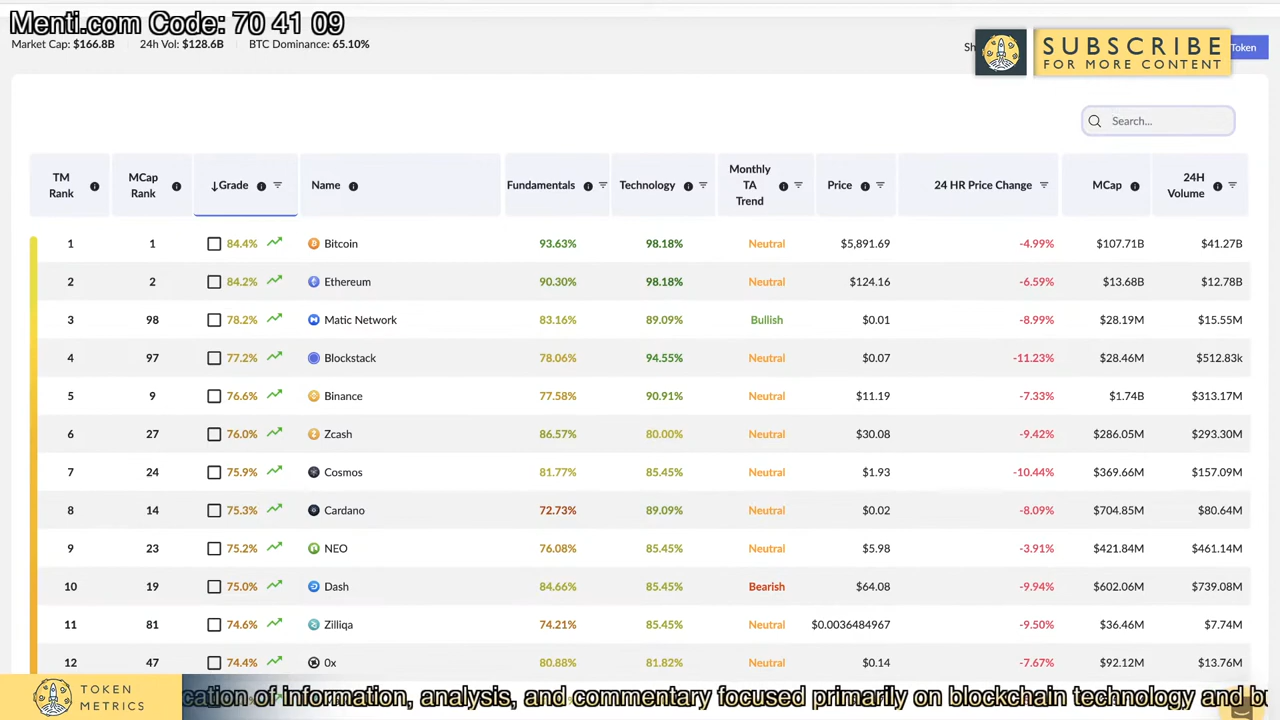 Menti.com Code: 70 41 09
Market Cap: $166.8B 24h Vol: $128.6B BTC Dominance: 65.10%
SUBSCRIBE
FOR MORE CONTENT
Token
Search...
TM Rank MCap Rank ↓Grade Name Fundamentals Technology Monthly TA Trend Price 24 HR Price Change MCap 24H Volume
1 1 84.4% Bitcoin 93.63% 98.18% Neutral $5,891.69 -4.99% $107.71B $41.27B
2 2 84.2% Ethereum 90.30% 98.18% Neutral $124.16 -6.59% $13.68B $12.78B
3 98 78.2% Matic Network 83.16% 89.09% Bullish $0.01 -8.99% $28.19M $15.55M
4 97 77.2% Blockstack 78.06% 94.55% Neutral $0.07 -11.23% $28.46M $512.83k
5 9 76.6% Binance 77.58% 90.91% Neutral $11.19 -7.33% $1.74B $313.17M
6 27 76.0% Zcash 86.57% 80.00% Neutral $30.08 -9.42% $286.05M $293.30M
7 24 75.9% Cosmos 81.77% 85.45% Neutral $1.93 -10.44% $369.66M $157.09M
8 14 75.3% Cardano 72.73% 89.09% Neutral $0.02 -8.09% $704.85M $80.64M
9 23 75.2% NEO 76.08% 85.45% Neutral $5.98 -3.91% $421.84M $461.14M
10 19 75.0% Dash 84.66% 85.45% Bearish $64.08 -9.94% $602.06M $739.08M
11 81 74.6% Zilliqa 74.21% 85.45% Neutral $0.0036484967 -9.50% $36.46M $7.74M
12 47 74.4% 0x 80.88% 81.82% Neutral $0.14 -7.67% $92.12M $13.76M
TOKEN
METRICS
cation of information, analysis, and commentary focused primarily on blockchain technology and b